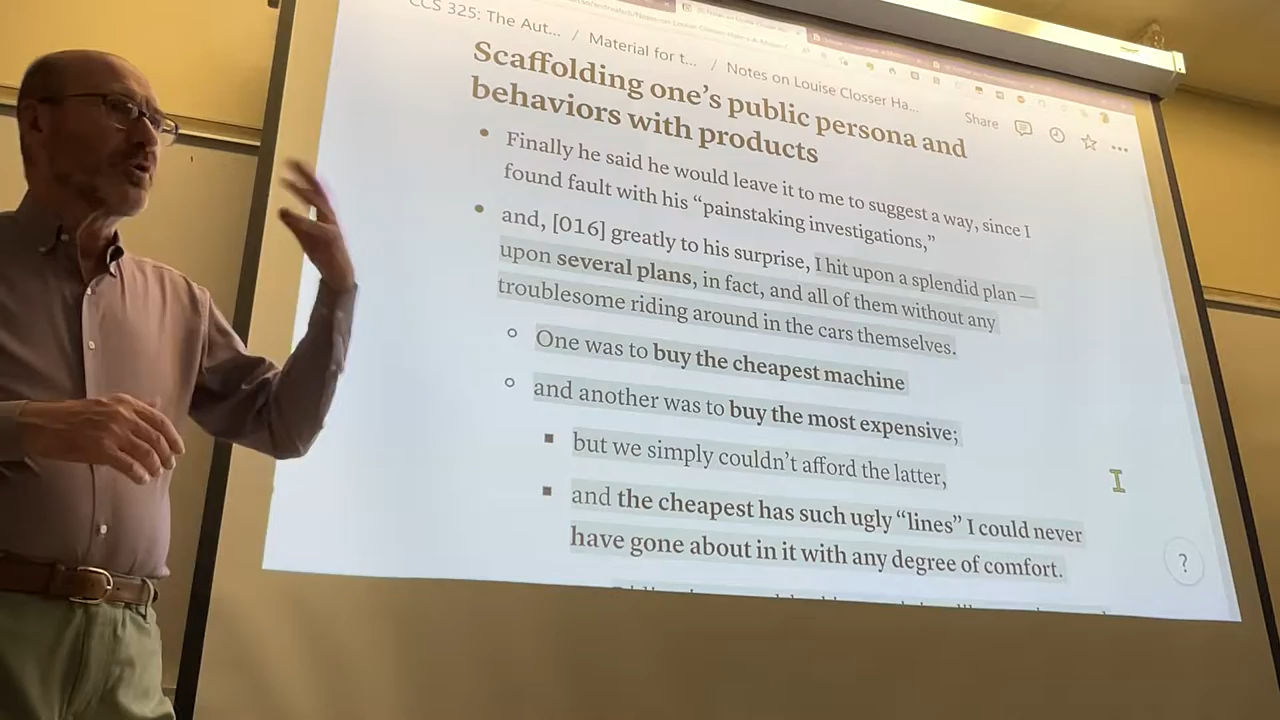 CCS 325: The Aut... / Material for t... / Notes on Louise Closser Ha...
Share
Scaffolding one's public persona and
behaviors with products
• Finally he said he would leave it to me to suggest a way, since I
found fault with his “painstaking investigations,”
• and, [016] greatly to his surprise, I hit upon a splendid plan—
upon several plans, in fact, and all of them without any
troublesome riding around in the cars themselves.
○ One was to buy the cheapest machine
○ and another was to buy the most expensive;
■ but we simply couldn't afford the latter,
■ and the cheapest has such ugly “lines” I could never
have gone about in it with any degree of comfort.
?